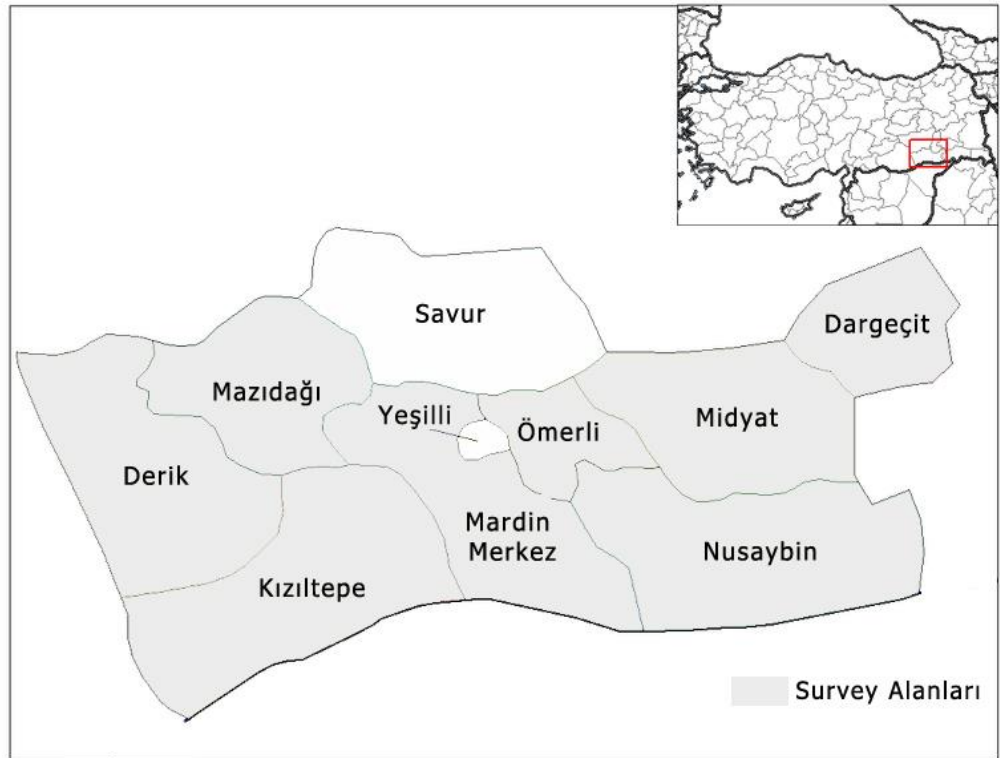 Savur
Dargeçit
Mazıdağı
Yeşilli
Ömerli
Midyat
Derik
Mardin
Merkez
Nusaybin
Kızıltepe
Survey Alanları